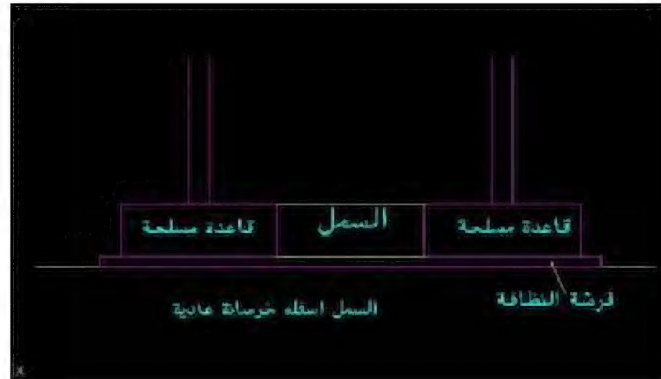 السمل
قاعدة مسلحة
قاعدة مسلحة
فرشة النظافة
السمل اسفله خرسانة عادية